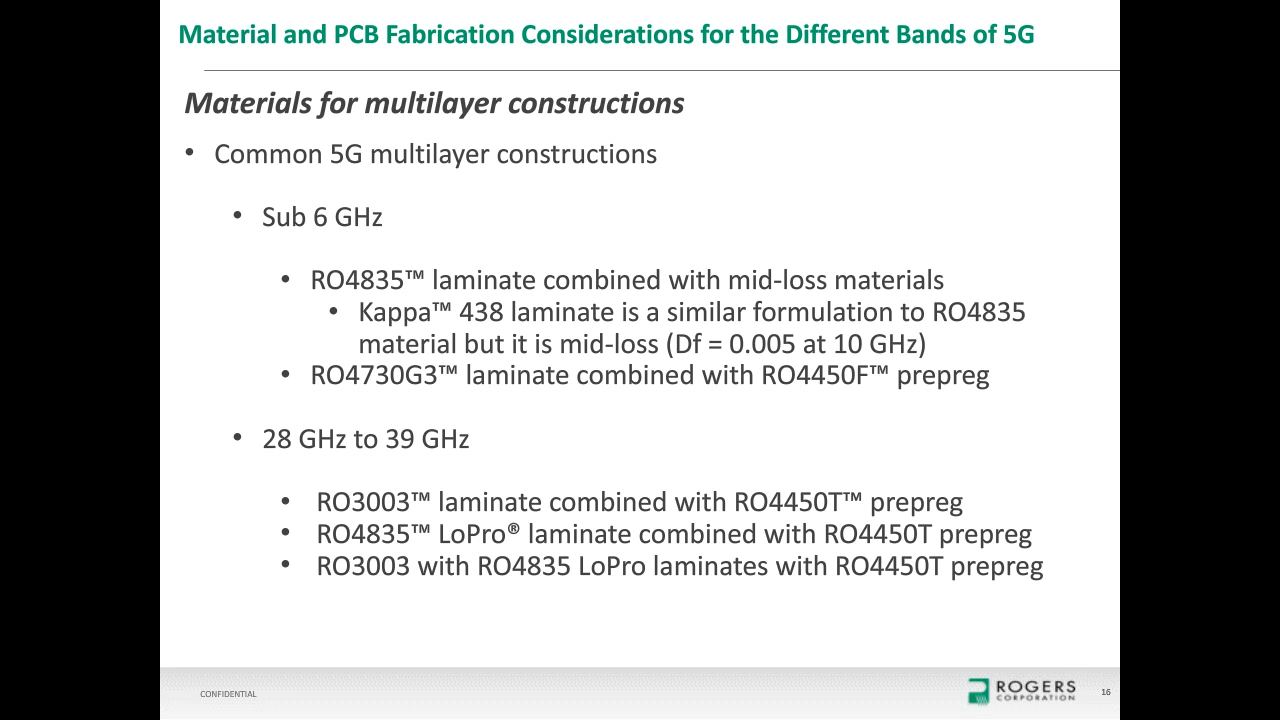 Material and PCB Fabrication Considerations for the Different Bands of 5G
Materials for multilayer constructions
• Common 5G multilayer constructions
• Sub 6 GHz
• RO4835™ laminate combined with mid-loss materials
• Kappa™ 438 laminate is a similar formulation to RO4835
material but it is mid-loss (Df = 0.005 at 10 GHz)
• RO4730G3™ laminate combined with RO4450F™ prepreg
• 28 GHz to 39 GHz
• RO3003™ laminate combined with RO4450T™ prepreg
• RO4835™ LoPro® laminate combined with RO4450T prepreg
• RO3003 with RO4835 LoPro laminates with RO4450T prepreg
CONFIDENTIAL
ROGERS
CORPORATION
16